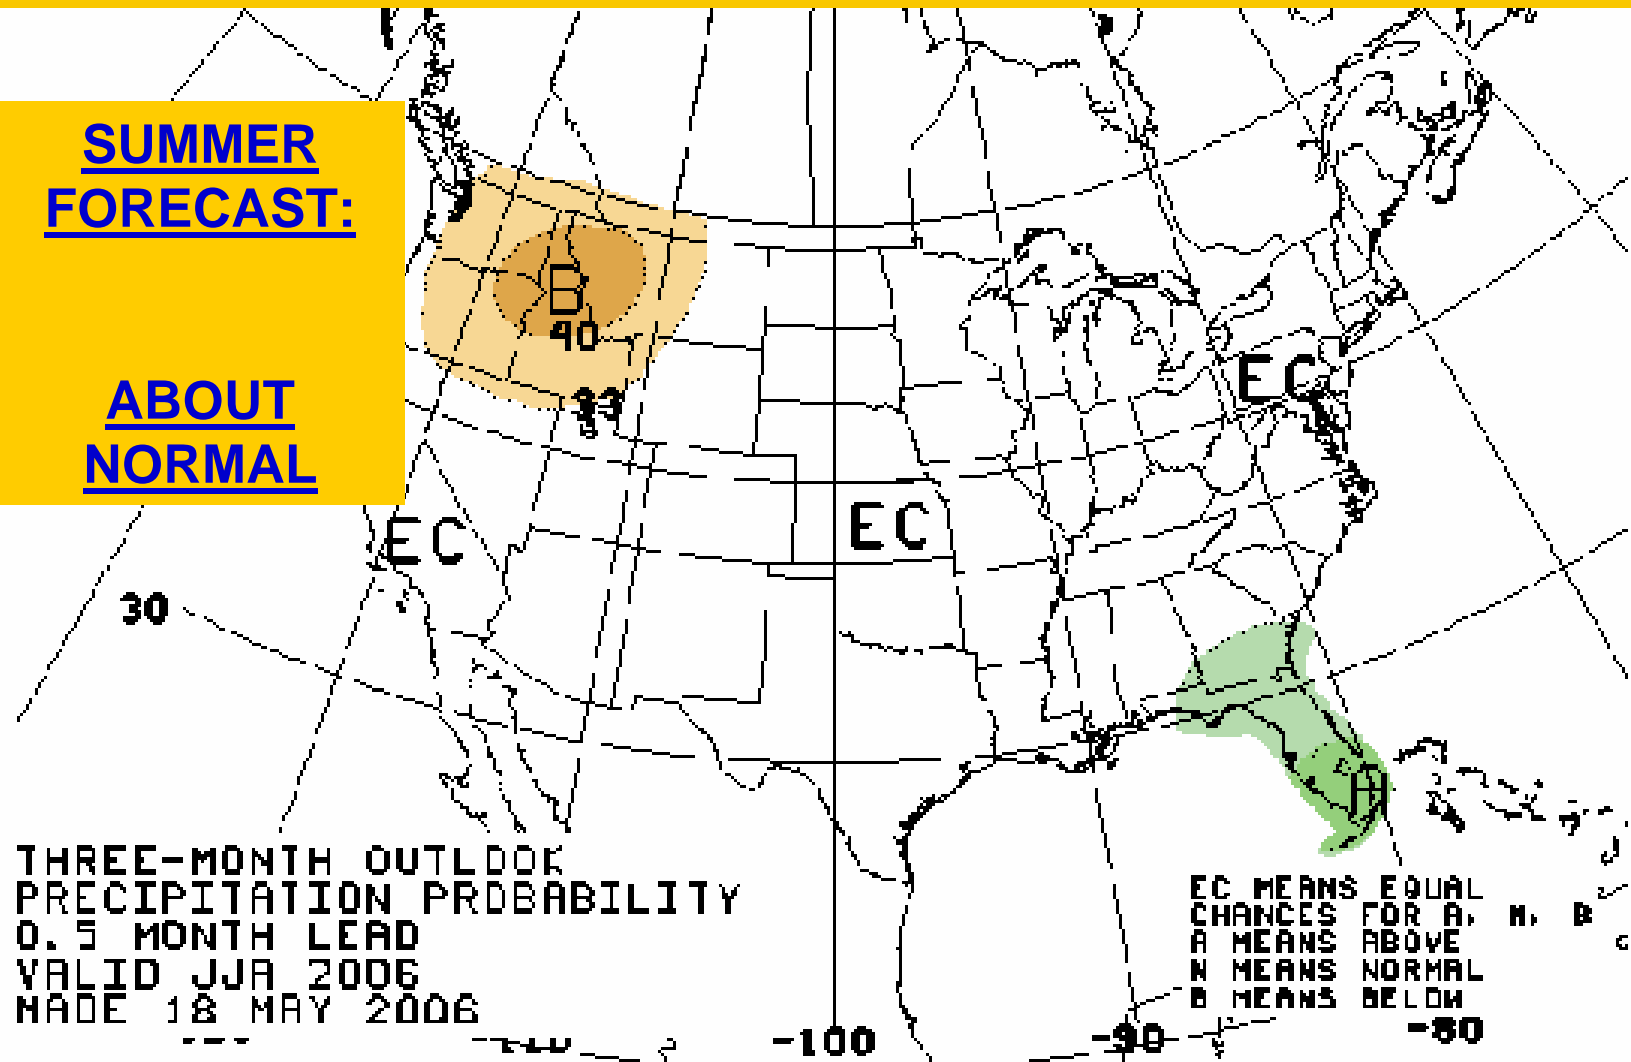 SUMMER
FORECAST:
ABOUT
NORMAL
B
40
33
EC
EC
EC
30
A
THREE-MONTH OUTLOOK
PRECIPITATION PROBABILITY
0.5 MONTH LEAD
VALID JJA 2006
MADE 18 MAY 2006
EC MEANS EQUAL
CHANCES FOR A, N, B
A MEANS ABOVE
N MEANS NORMAL
B MEANS BELOW
-100
-90
-80